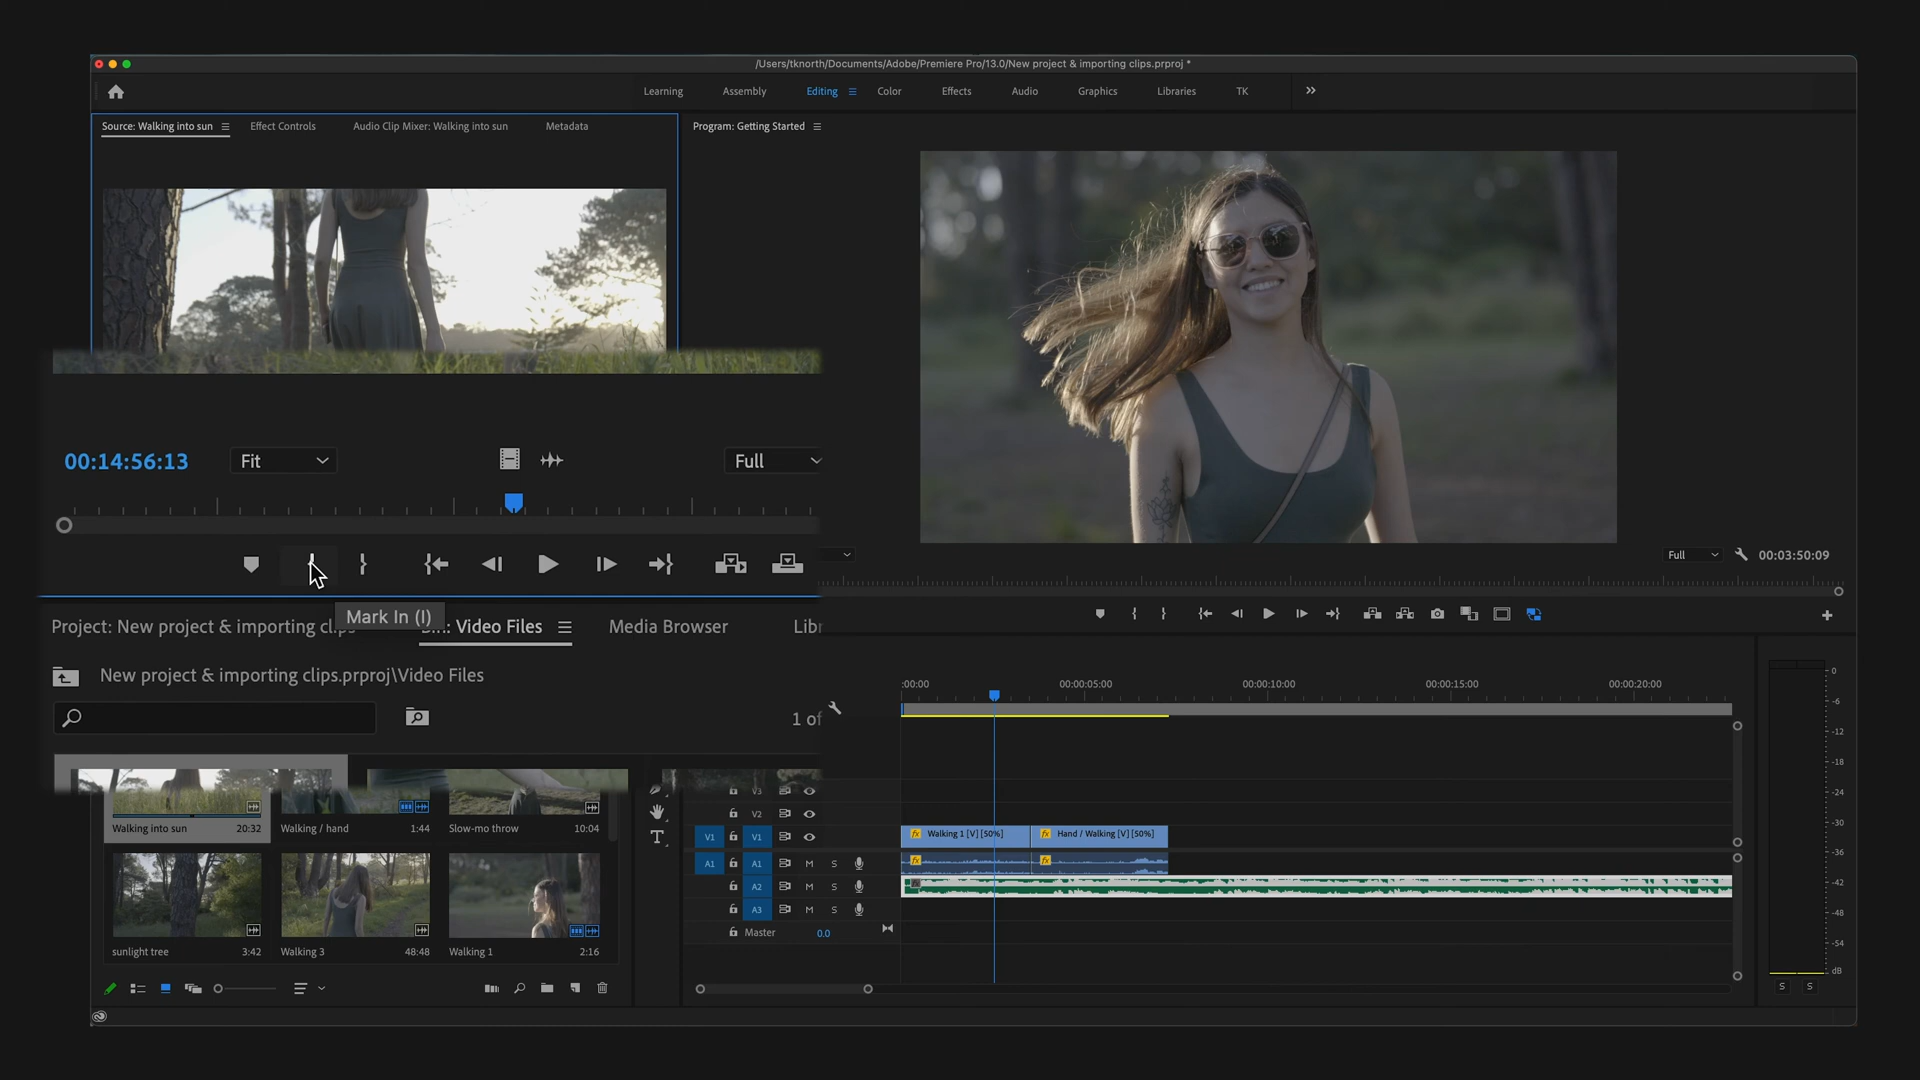 /Users/tknorth/Documents/Adobe/Premiere Pro/13.0/New project & importing clips.prproj *
Learning Assembly Editing Color Effects Audio Graphics Libraries TK
Source: Walking into sun Effect Controls Audio Clip Mixer: Walking into sun Metadata
Program: Getting Started
00:14:56:13 Fit Full
Full 00:03:50:09
Mark In (I)
Project: New project & importing clips Video Files Media Browser
New project & importing clips.prproj\Video Files
1 of
:00:00 00:00:05:00 00:00:10:00 00:00:15:00 00:00:20:00
0
-6
-12
-18
-24
-30
-36
-42
-48
-54
dB
S S
V3
V2
V1 V1 Walking 1 [V] [50%] Hand / Walking [V] [50%]
A1 A1 M S
A2 M S
A3 M S
Master 0.0
Walking into sun 20:32
Walking / hand 1:44
Slow-mo throw 10:04
sunlight tree 3:42
Walking 3 48:48
Walking 1 2:16